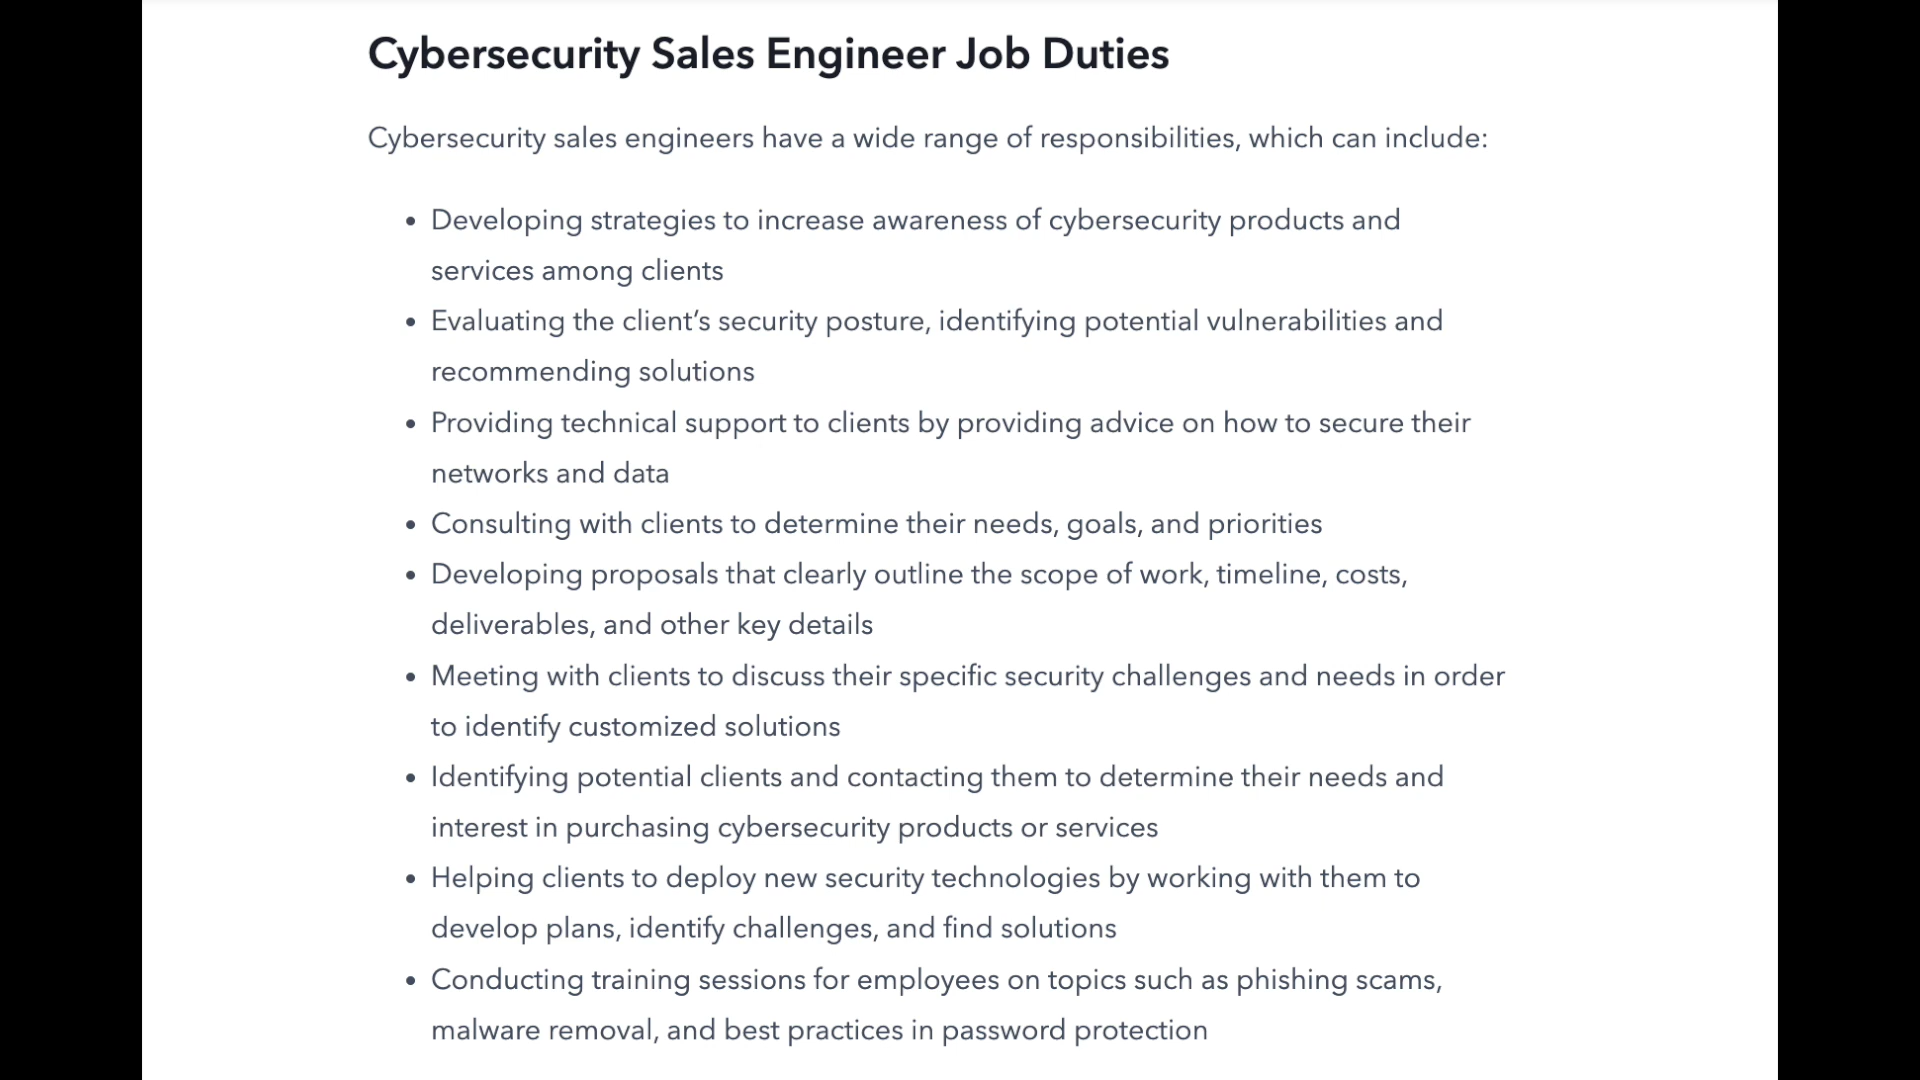 Cybersecurity Sales Engineer Job Duties
Cybersecurity sales engineers have a wide range of responsibilities, which can include:
• Developing strategies to increase awareness of cybersecurity products and
services among clients
• Evaluating the client’s security posture, identifying potential vulnerabilities and
recommending solutions
• Providing technical support to clients by providing advice on how to secure their
networks and data
• Consulting with clients to determine their needs, goals, and priorities
• Developing proposals that clearly outline the scope of work, timeline, costs,
deliverables, and other key details
• Meeting with clients to discuss their specific security challenges and needs in order
to identify customized solutions
• Identifying potential clients and contacting them to determine their needs and
interest in purchasing cybersecurity products or services
• Helping clients to deploy new security technologies by working with them to
develop plans, identify challenges, and find solutions
• Conducting training sessions for employees on topics such as phishing scams,
malware removal, and best practices in password protection